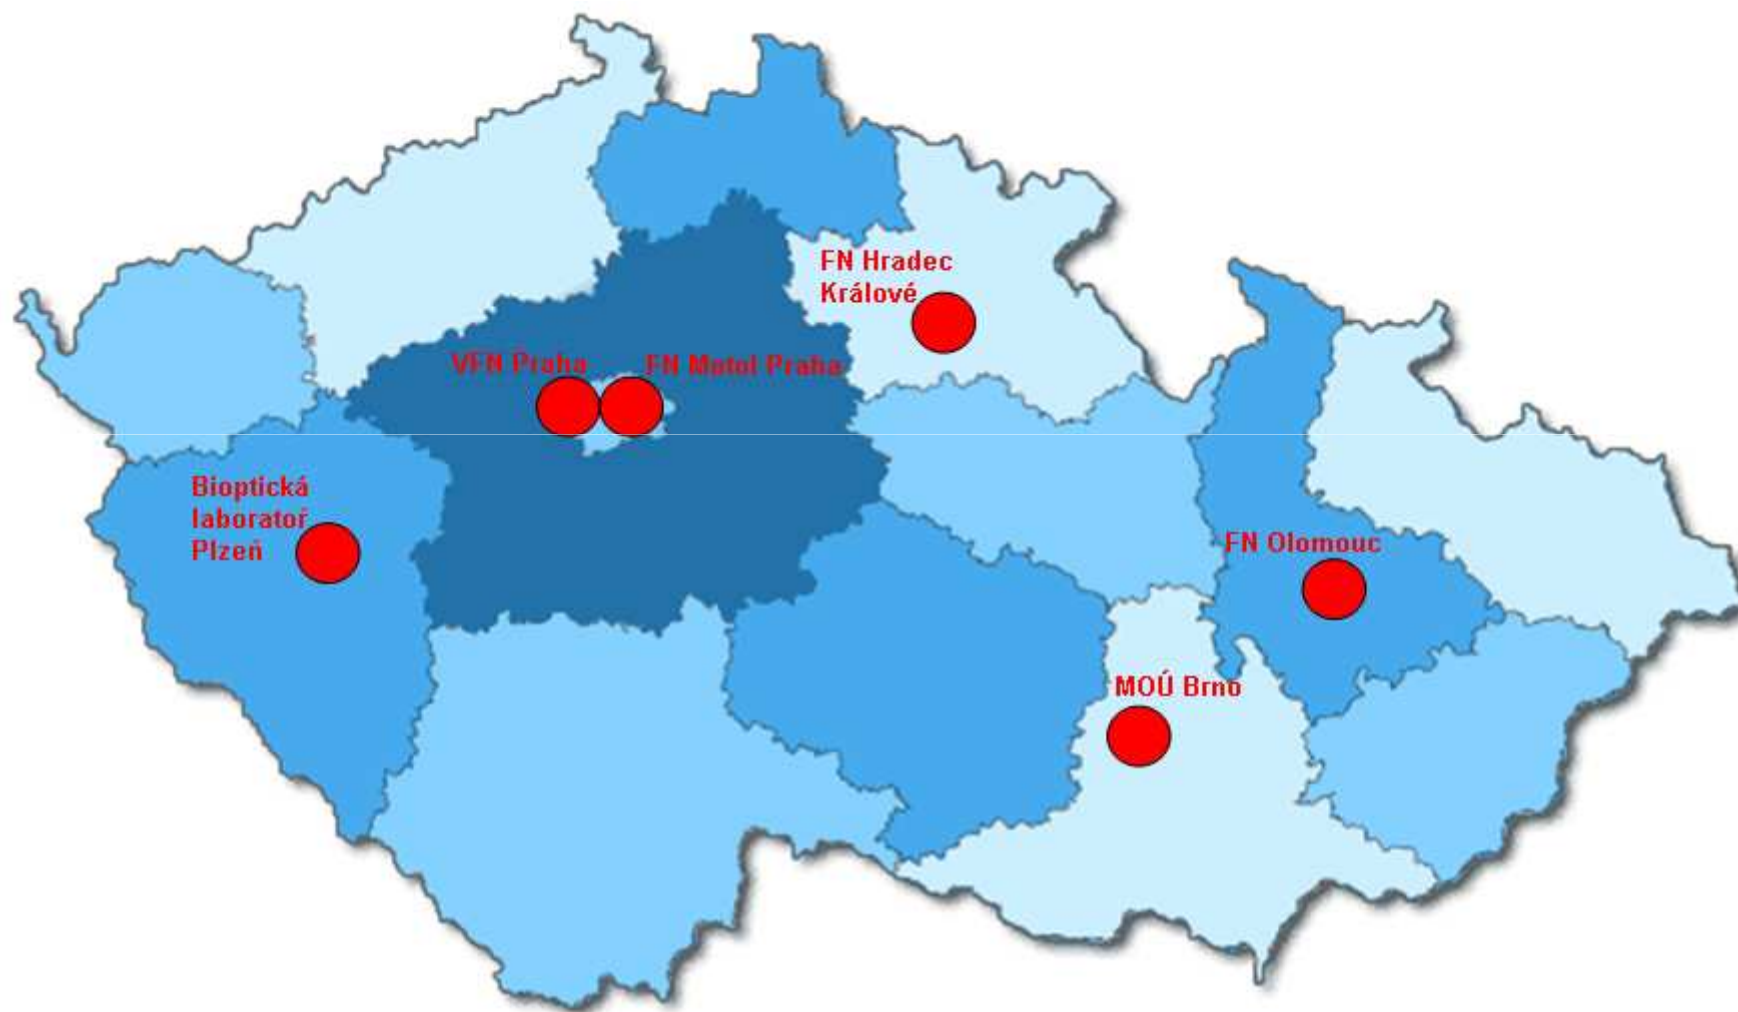 FN Hradec
Králové
VFN Praha
FN Motol Praha
Bioptická
laboratoř
Plzeň
FN Olomouc
MOÚ Brno